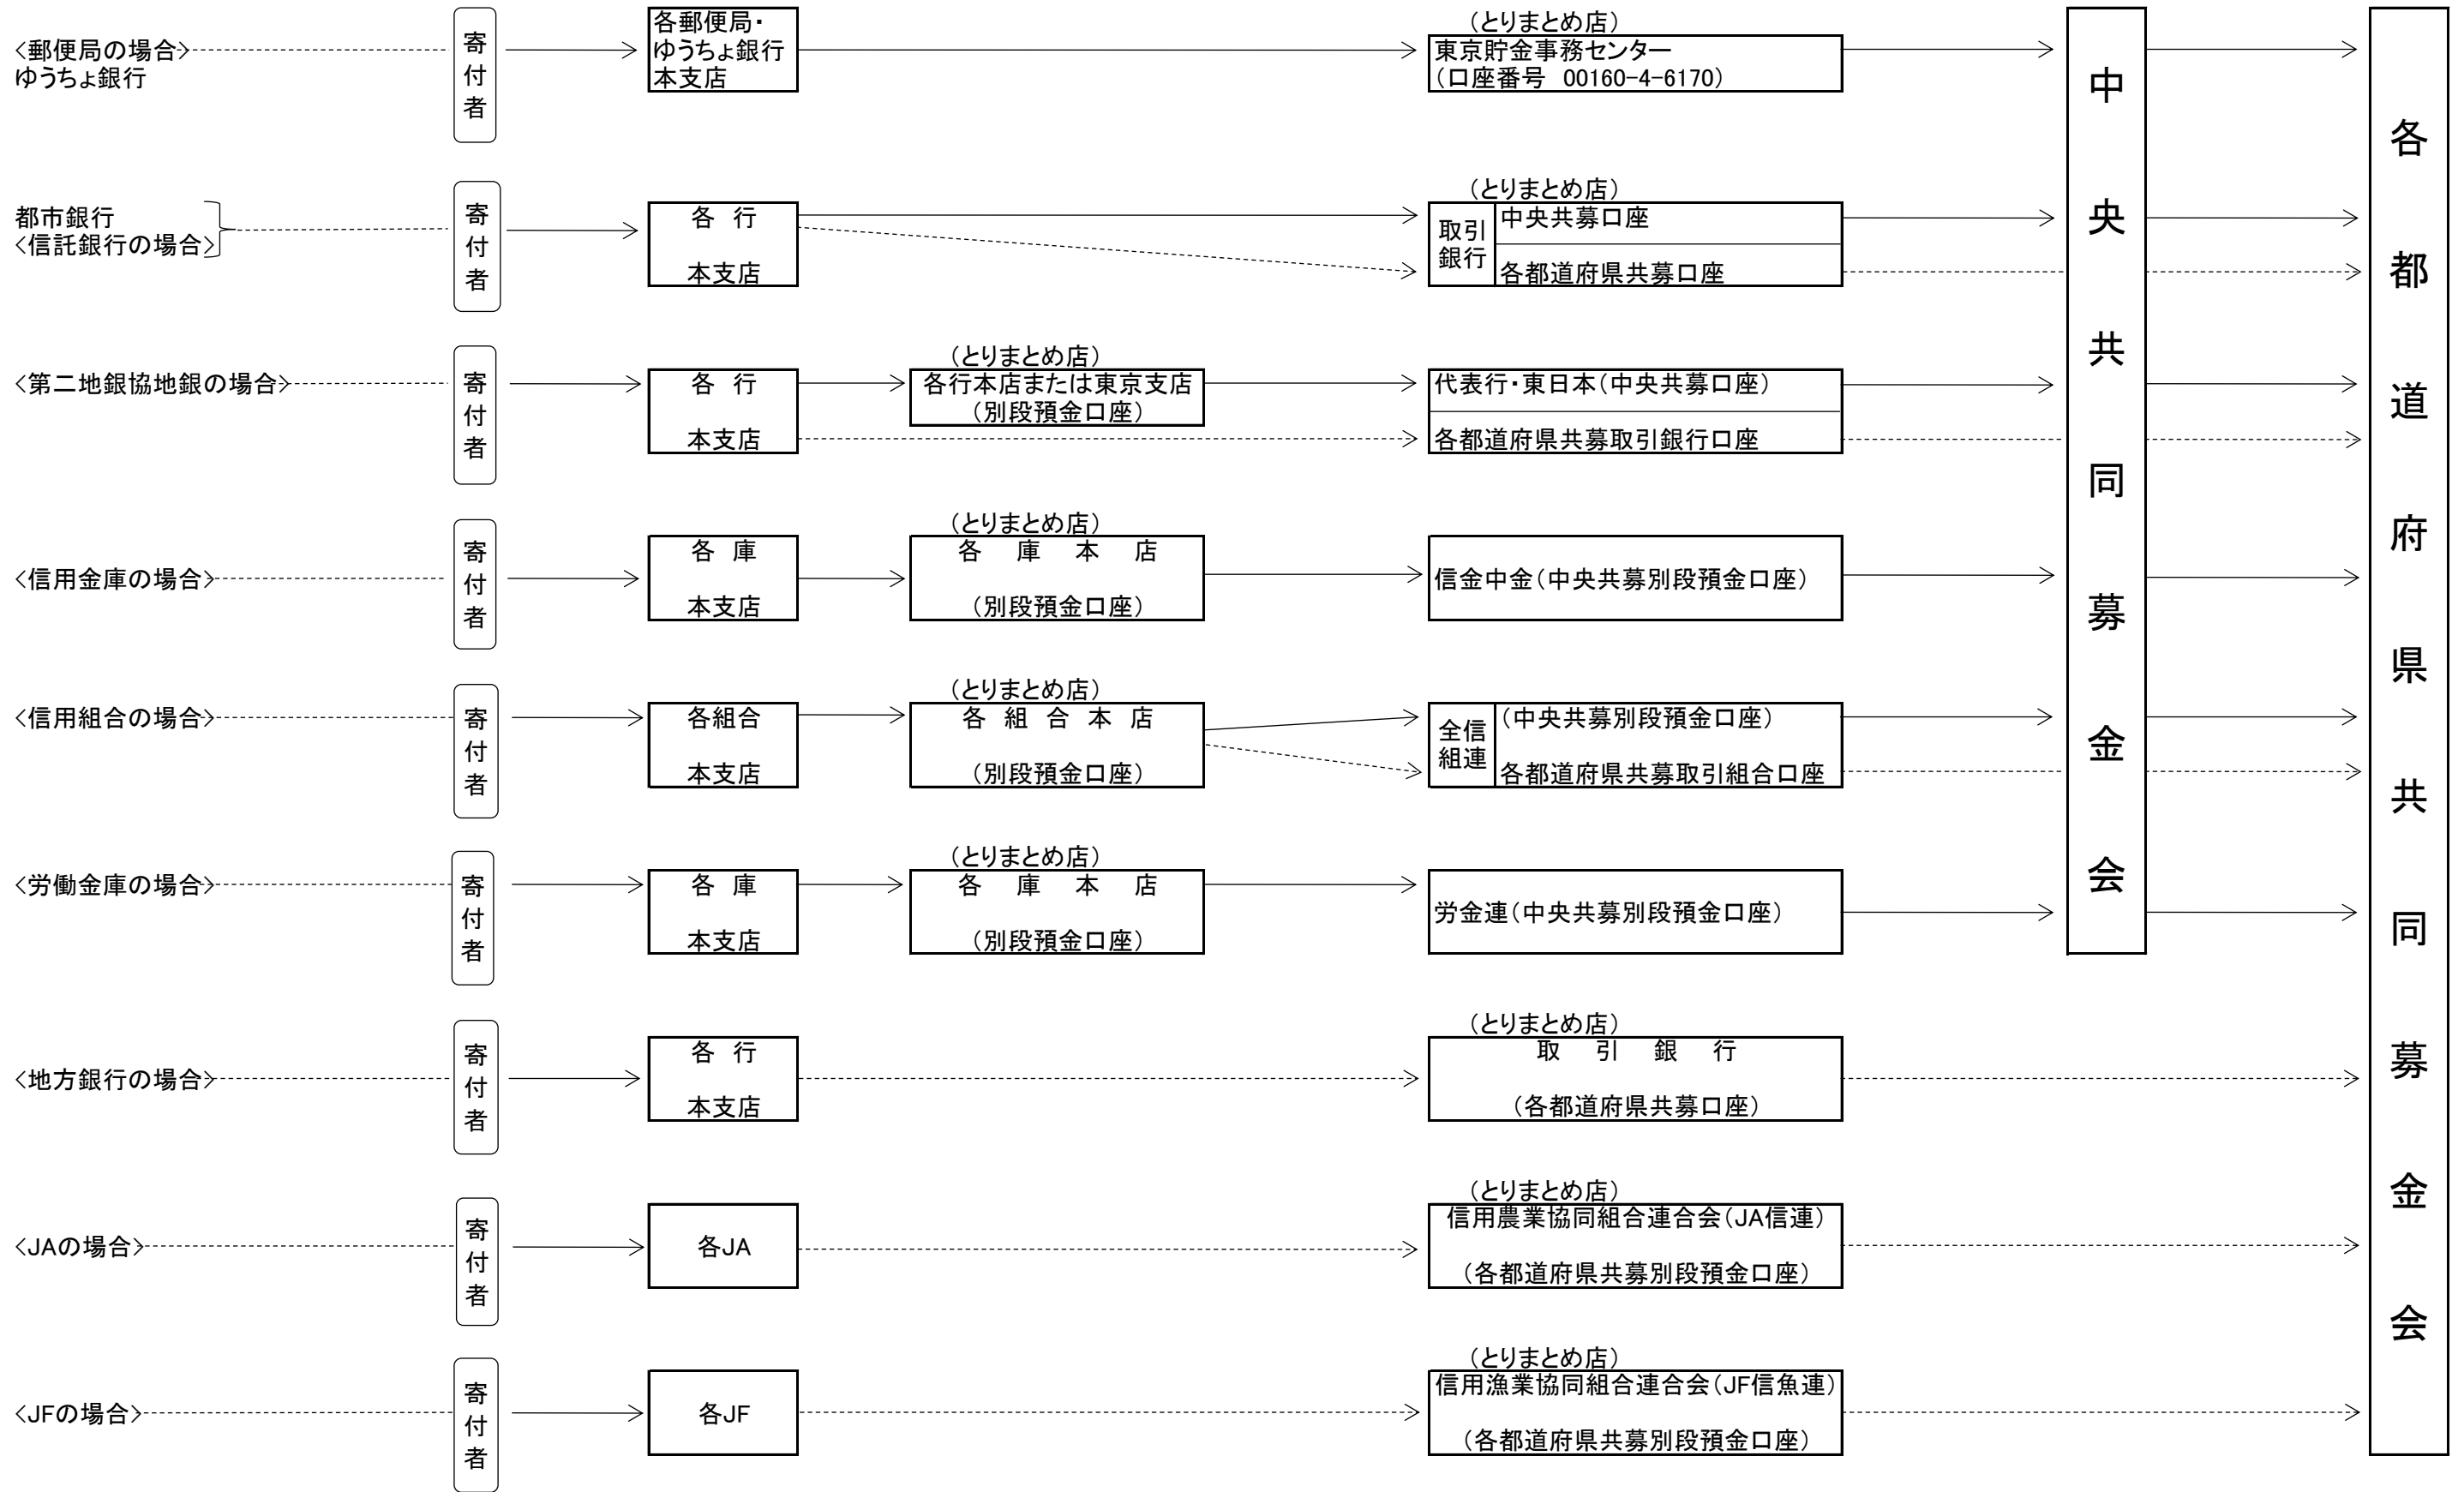 <郵便局の場合>
ゆうちょ銀行
寄付者
各郵便局・
ゆうちょ銀行
本支店
(とりまとめ店)
東京貯金事務センター
(口座番号 00160-4-6170)
都市銀行
<信託銀行の場合>
寄付者
各 行
本支店
(とりまとめ店)
取引
銀行
中央共募口座
各都道府県共募口座
<第二地銀協地銀の場合>
寄付者
各 行
本支店
(とりまとめ店)
各行本店または東京支店
(別段預金口座)
代表行・東日本(中央共募口座)
各都道府県共募取引銀行口座
<信用金庫の場合>
寄付者
各 庫
本支店
(とりまとめ店)
各 庫 本 店
(別段預金口座)
信金中金(中央共募別段預金口座)
<信用組合の場合>
寄付者
各組合
本支店
(とりまとめ店)
各 組 合 本 店
(別段預金口座)
全信
組連
(中央共募別段預金口座)
各都道府県共募取引組合口座
<労働金庫の場合>
寄付者
各 庫
本支店
(とりまとめ店)
各 庫 本 店
(別段預金口座)
労金連(中央共募別段預金口座)
<地方銀行の場合>
寄付者
各 行
本支店
(とりまとめ店)
取 引 銀 行
(各都道府県共募口座)
<JAの場合>
寄付者
各JA
(とりまとめ店)
信用農業協同組合連合会(JA信連)
(各都道府県共募別段預金口座)
<JFの場合>
寄付者
各JF
(とりまとめ店)
信用漁業協同組合連合会(JF信魚連)
(各都道府県共募別段預金口座)
中央共同募金会
各都道府県共同募金会